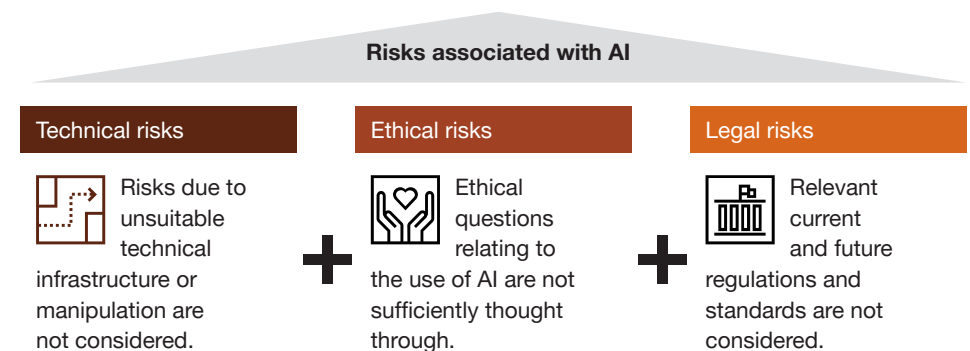 Risks associated with AI
Technical risks
Risks due to
unsuitable
technical
infrastructure or
manipulation are
not considered.
Ethical risks
Ethical
questions
relating to
the use of AI are not
sufficiently thought
through.
Legal risks
Relevant
current
and future
regulations and
standards are not
considered.